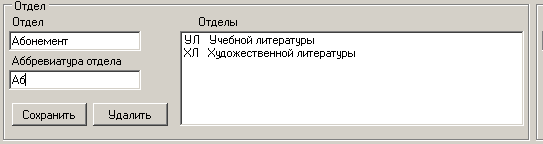 Отдел
Отдел
Абонемент
Аббревиатура отдела
Аб
Сохранить
Удалить
Отделы
УЛ Учебной литературы
ХЛ Художественной литературы